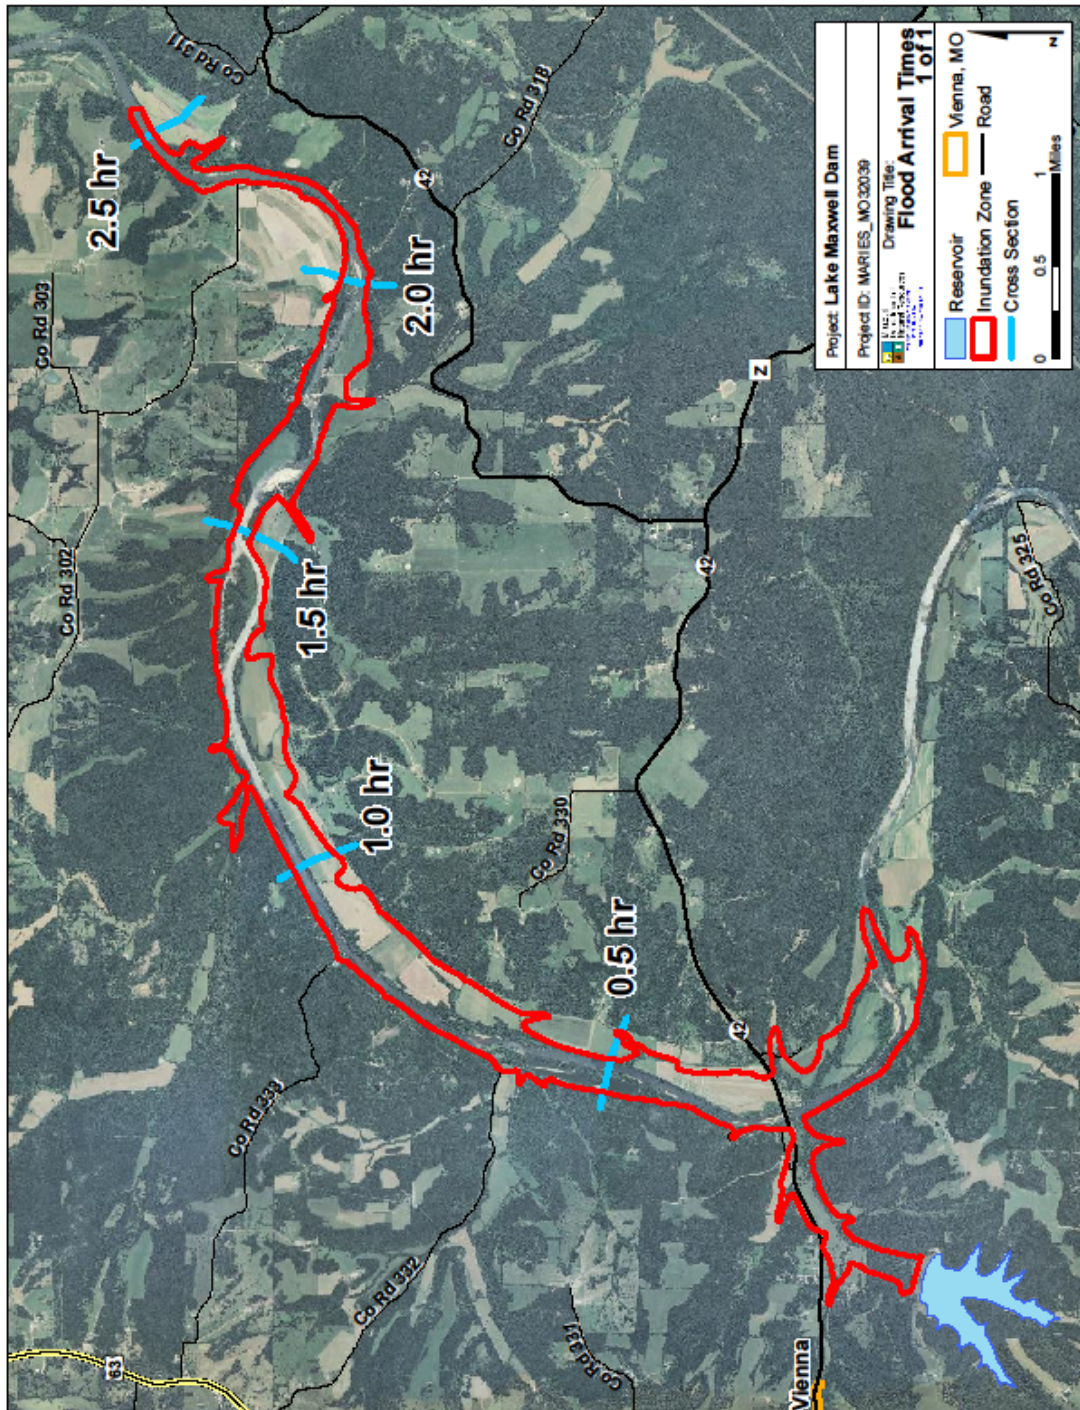 Co Rd 311
2.5 hr
Co Rd 318
42
Co Rd 303
2.0 hr
Co Rd 302
1.5 hr
Z
42
Co Rd 325
1.0 hr
Co Rd 330
0.5 hr
42
Co Rd 333
Co Rd 332
63
Co Rd 331
Vienna
Project: Lake Maxwell Dam
Project ID: MARIES_MO32039
Drawing Title:
Flood Arrival Times
1 of 1
Reservoir
Vienna, MO
Inundation Zone
Road
Cross Section
0 0.5 1
Miles
N